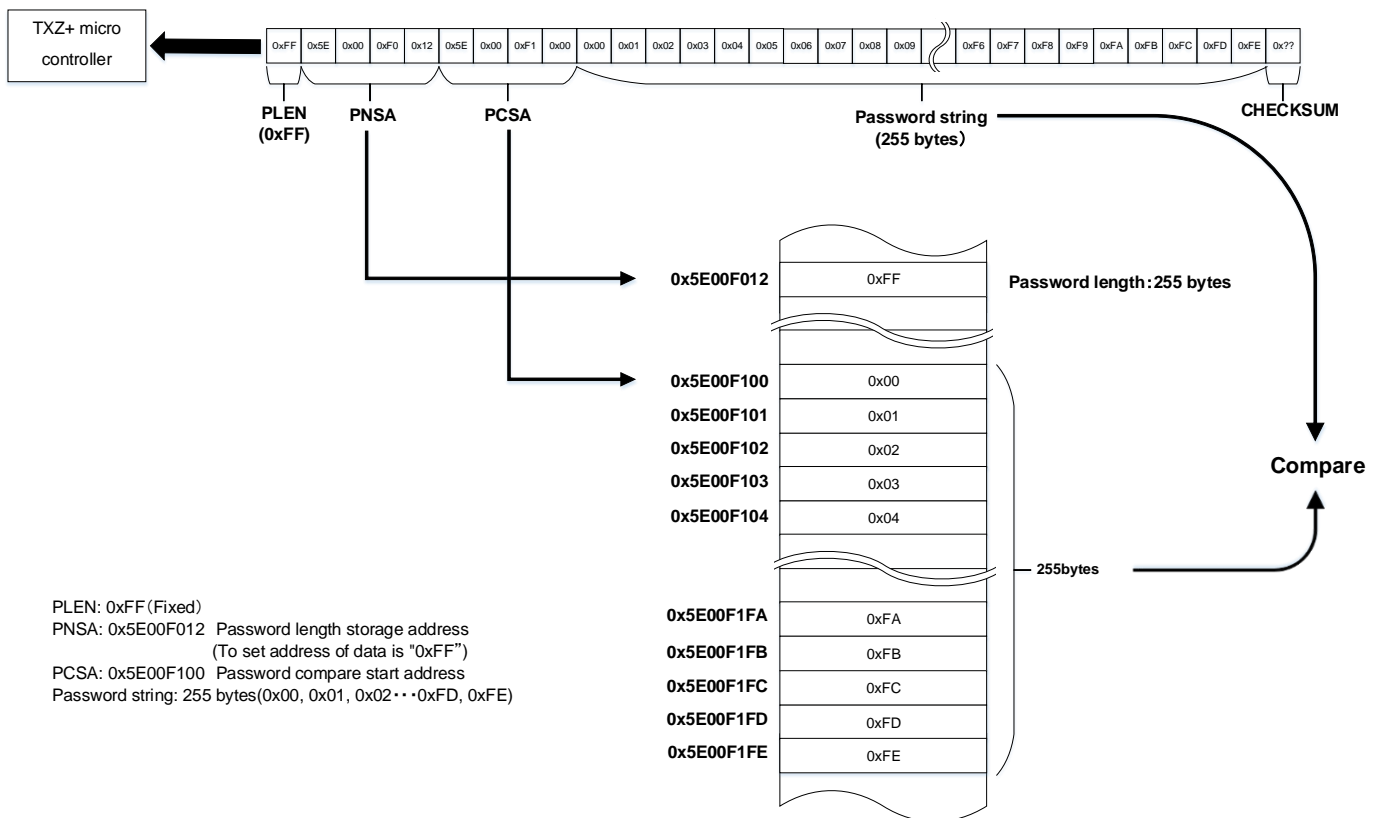 TXZ+ micro
controller
0xFF 0x5E 0x00 0xF0 0x12 0x5E 0x00 0xF1 0x00 0x00 0x01 0x02 0x03 0x04 0x05 0x06 0x07 0x08 0x09 0xF6 0xF7 0xF8 0xF9 0xFA 0xFB 0xFC 0xFD 0xFE 0x??
PLEN
(0xFF)
PNSA
PCSA
Password string
(255 bytes)
CHECKSUM
0x5E00F012 0xFF Password length:255 bytes
0x5E00F100 0x00
0x5E00F101 0x01
0x5E00F102 0x02
0x5E00F103 0x03
0x5E00F104 0x04
Compare
255bytes
0x5E00F1FA 0xFA
0x5E00F1FB 0xFB
0x5E00F1FC 0xFC
0x5E00F1FD 0xFD
0x5E00F1FE 0xFE
PLEN: 0xFF(Fixed)
PNSA: 0x5E00F012 Password length storage address
(To set address of data is "0xFF”)
PCSA: 0x5E00F100 Password compare start address
Password string: 255 bytes(0x00, 0x01, 0x02･･･0xFD, 0xFE)